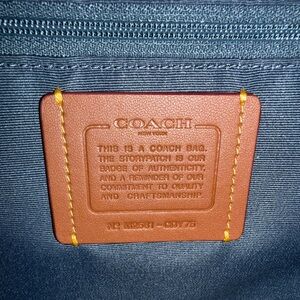 COACH
NEW YORK
THIS IS A COACH BAG.
THE STORYPATCH IS OUR
BADGE OF AUTHENTICITY,
AND A REMINDER OF OUR
COMMITMENT TO QUALITY
AND CRAFTSMANSHIP.